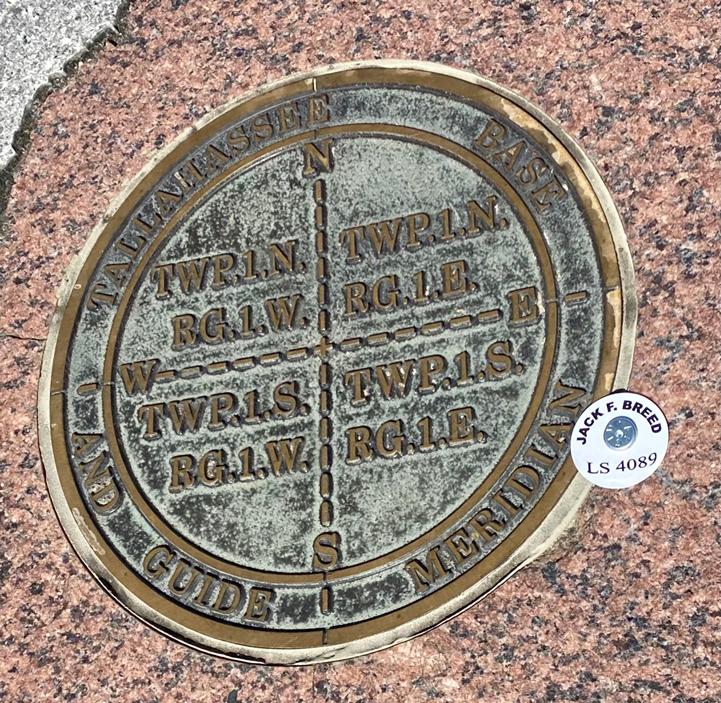 TALLAHASSEE BASE
AND GUIDE MERIDIAN
N
TWP.1.N. TWP.1.N.
RG.1.W. RG.1.E.
W E
TWP.1.S. TWP.1.S.
RG.1.W. RG.1.E.
S
JACK F. BREED
LS 4089